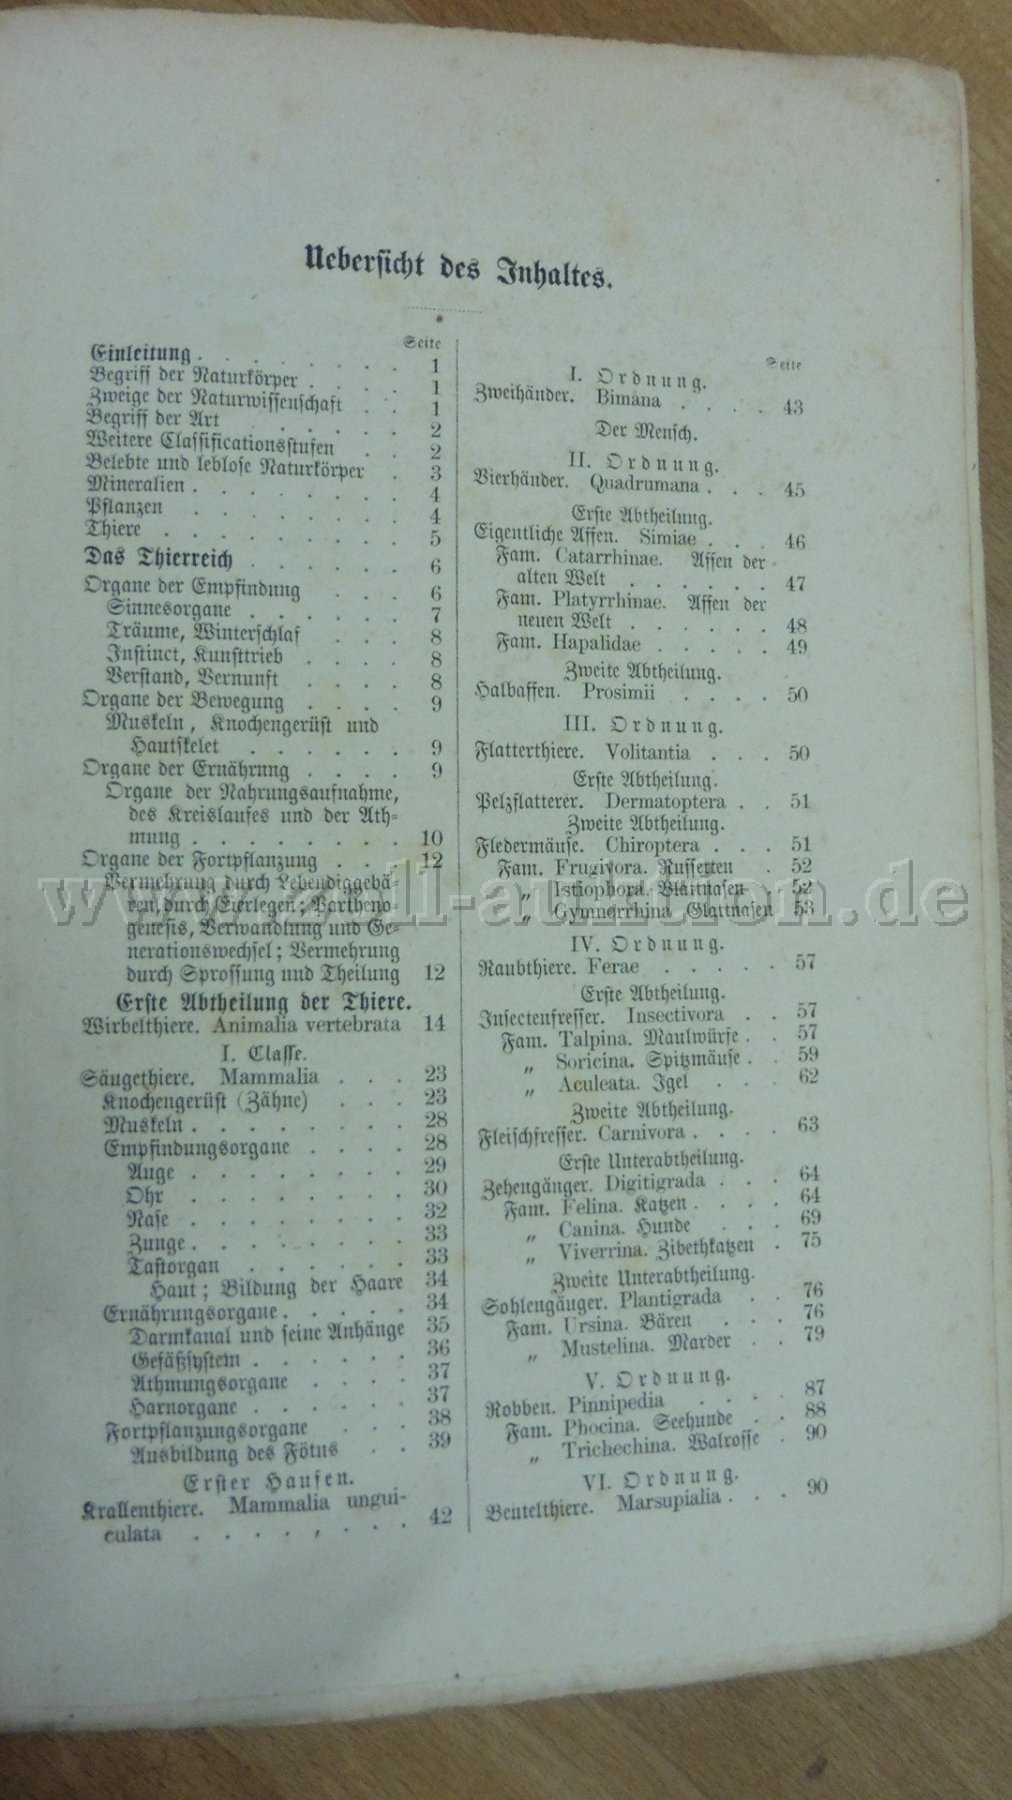 Uebersicht des Inhaltes.
Seite
Einleitung . . . . . . . 1
Begriff der Naturkörper . . . . 1
Zweige der Naturwissenschaft . . 1
Begriff der Art . . . . . 2
Weitere Classificationsstufen . . 2
Belebte und leblose Naturkörper . 3
Mineralien . . . . . . . 4
Pflanzen . . . . . . . 4
Thiere . . . . . . . . 5
Das Thierreich . . . . . . 6
Organe der Empfindung . . . 6
Sinnesorgane . . . . . . 7
Träume, Winterschlaf . . . 8
Instinct, Kunsttrieb . . . . 8
Verstand, Vernunft . . . . 8
Organe der Bewegung . . . . 9
Muskeln, Knochengerüst und
Hautskelet . . . . . . 9
Organe der Ernährung . . . . 9
Organe der Nahrungsaufnahme,
des Kreislaufes und der Ath-
mung . . . . . . . . 10
Organe der Fortpflanzung . . . 12
Vermehrung durch Lebendiggebä-
ren, durch Eierlegen; Partheno-
genesis, Verwandlung und Ge-
nerationswechsel; Vermehrung
durch Sprossung und Theilung 12
Erste Abtheilung der Thiere.
Wirbelthiere. Animalia vertebrata 14
I. Classe.
Säugethiere. Mammalia . . . 23
Knochengerüst (Zähne) . . . 23
Muskeln . . . . . . . . 28
Empfindungsorgane . . . . 28
Auge . . . . . . . . 29
Ohr . . . . . . . . 30
Nase . . . . . . . . 32
Zunge . . . . . . . . 33
Tastorgan . . . . . . 33
Haut; Bildung der Haare 34
Ernährungsorgane . . . . . 34
Darmkanal und seine Anhänge 35
Gefäßsystem . . . . . . 36
Athmungsorgane . . . . 37
Harnorgane . . . . . . 37
Fortpflanzungsorgane . . 38
Ausbildung des Fötus . . 39
Erster Haufen.
Krallenthiere. Mammalia ungui-
culata . . . . . . . . 42
Seite
I. Ordnung.
Zweihänder. Bimana . . . . 43
Der Mensch.
II. Ordnung.
Vierhänder. Quadrumana . . . 45
Erste Abtheilung.
Eigentliche Affen. Simiae . . . 46
Fam. Catarrhinae. Affen der
alten Welt . . . . . . 47
Fam. Platyrrhinae. Affen der
neuen Welt . . . . . . 48
Fam. Hapalidae . . . . . 49
Zweite Abtheilung.
Halbaffen. Prosimii . . . . 50
III. Ordnung.
Flatterthiere. Volitantia . . . 50
Erste Abtheilung.
Pelzflatterer. Dermatoptera . . 51
Zweite Abtheilung.
Fledermäuse. Chiroptera . . . 51
Fam. Frugivora. Russetten . 52
„ Istiophora. Blattnasen . 52
„ Gymnorrhina. Glattnasen 53
IV. Ordnung.
Raubthiere. Ferae . . . . . 57
Erste Abtheilung.
Insectenfresser. Insectivora . . 57
Fam. Talpina. Maulwürfe . . 57
„ Soricina. Spitzmäuse . . 59
„ Aculeata. Igel . . . 62
Zweite Abtheilung.
Fleischfresser. Carnivora . . . . 63
Erste Unterabtheilung.
Zehengänger. Digitigrada . . . 64
Fam. Felina. Katzen . . . . 64
„ Canina. Hunde . . . 69
„ Viverrina. Zibethkatzen . 75
Zweite Unterabtheilung.
Sohlengänger. Plantigrada . . 76
Fam. Ursina. Bären . . . 76
„ Mustelina. Marder . . 79
V. Ordnung.
Robben. Pinnipedia . . . . 87
Fam. Phocina. Seehunde . . 88
„ Trichechina. Walrosse . 90
VI. Ordnung.
Beutelthiere. Marsupialia . . . 90
www.zoll-auktion.de